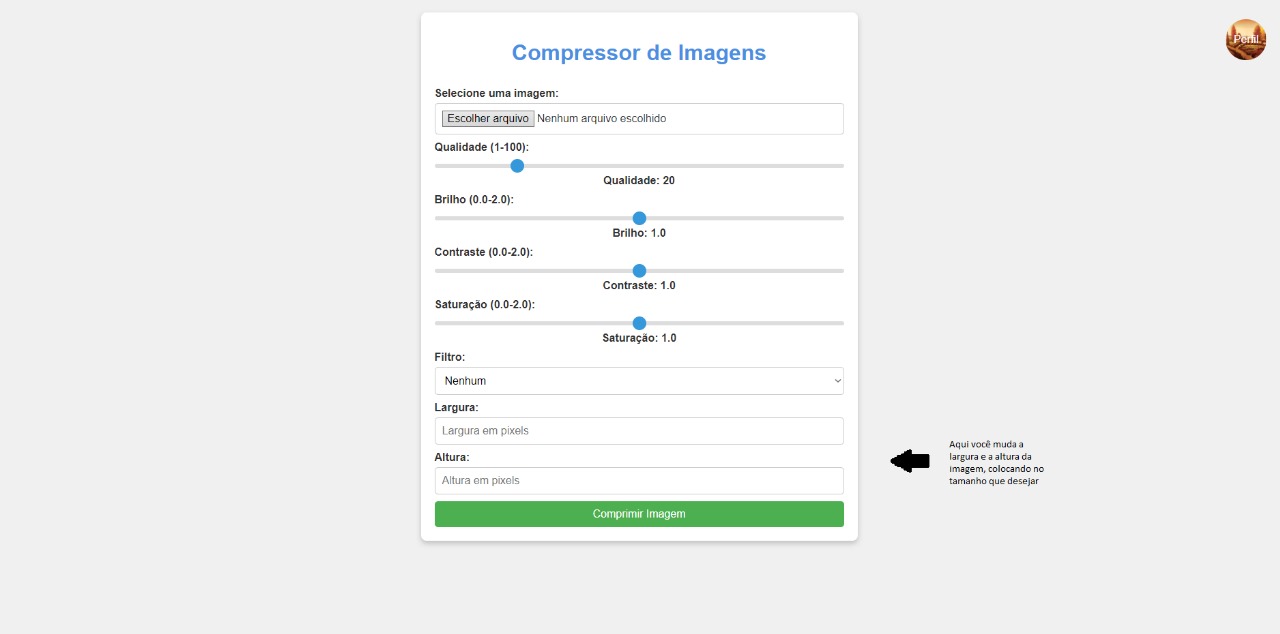 Compressor de Imagens
Perfil
Selecione uma imagem:
Escolher arquivo Nenhum arquivo escolhido
Qualidade (1-100):
Qualidade: 20
Brilho (0.0-2.0):
Brilho: 1.0
Contraste (0.0-2.0):
Contraste: 1.0
Saturação (0.0-2.0):
Saturação: 1.0
Filtro:
Nenhum
Largura:
Largura em pixels
Altura:
Altura em pixels
Comprimir Imagem
Aqui você muda a
largura e a altura da
imagem, colocando no
tamanho que desejar